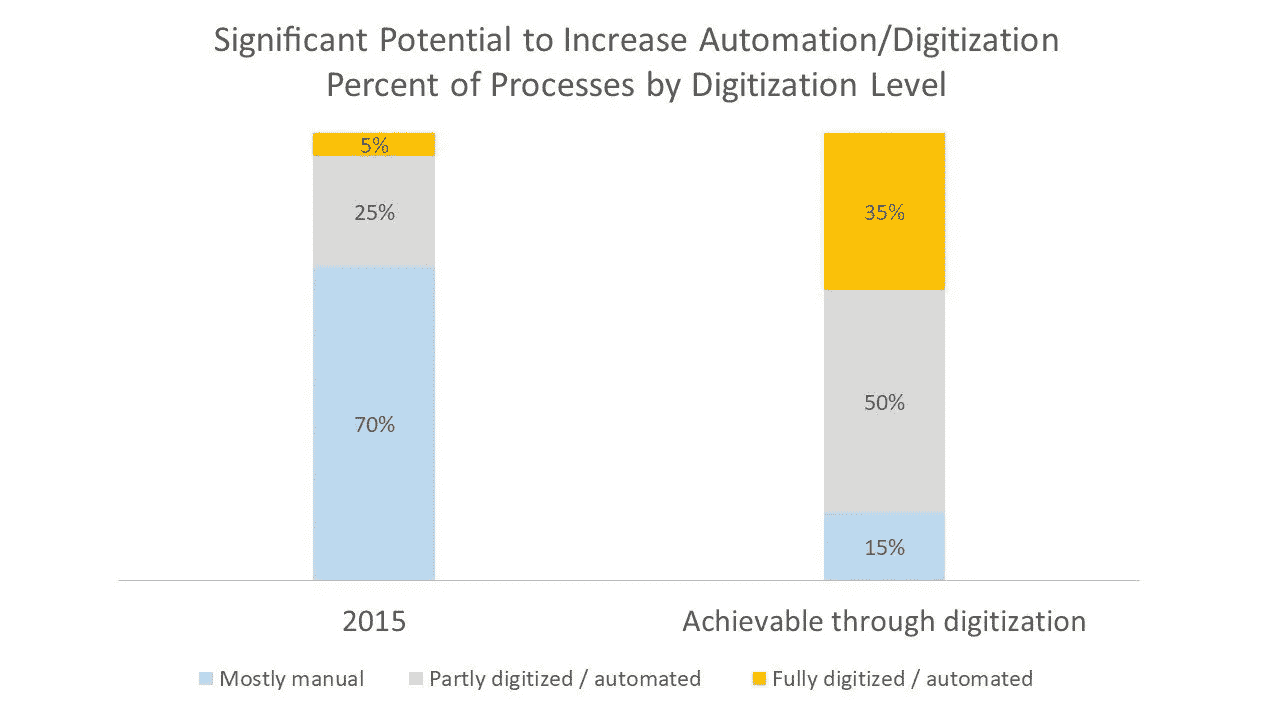 Significant Potential to Increase Automation/Digitization
Percent of Processes by Digitization Level
5%
25%
70%
35%
50%
15%
2015
Achievable through digitization
Mostly manual
Partly digitized / automated
Fully digitized / automated